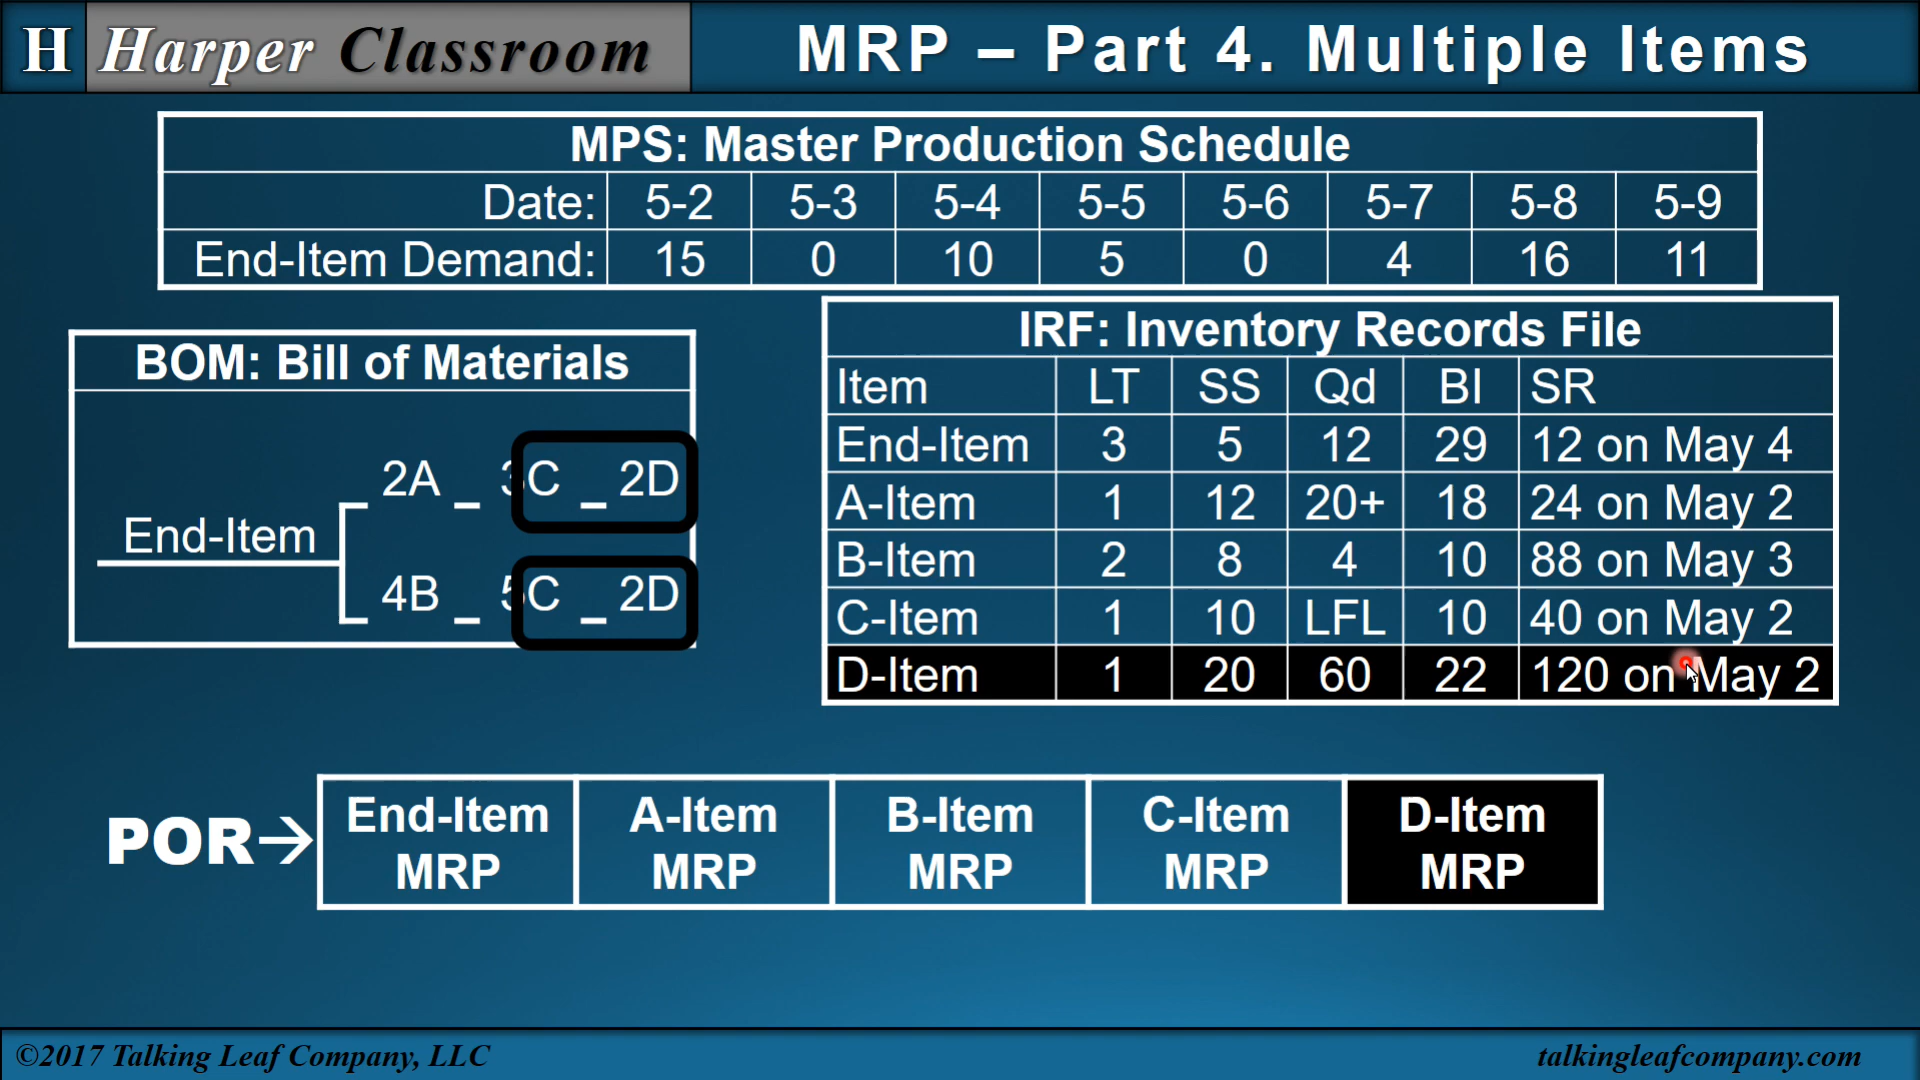 H Harper Classroom
MRP – Part 4. Multiple Items
MPS: Master Production Schedule
Date: 5-2 5-3 5-4 5-5 5-6 5-7 5-8 5-9
End-Item Demand: 15 0 10 5 0 4 16 11
BOM: Bill of Materials
2A 3C 2D
End-Item
4B 5C 2D
IRF: Inventory Records File
Item LT SS Qd BI SR
End-Item 3 5 12 29 12 on May 4
A-Item 1 12 20+ 18 24 on May 2
B-Item 2 8 4 10 88 on May 3
C-Item 1 10 LFL 10 40 on May 2
D-Item 1 20 60 22 120 on May 2
POR→
End-Item MRP
A-Item MRP
B-Item MRP
C-Item MRP
D-Item MRP
©2017 Talking Leaf Company, LLC
talkingleafcompany.com